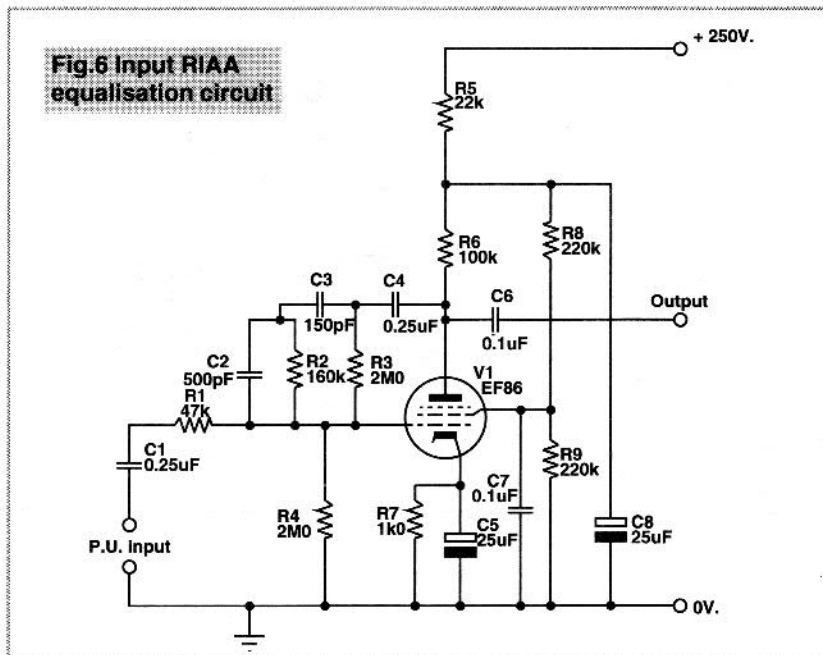 Fig.6 Input RIAA
equalisation circuit
+ 250V.
R5
22k
R6
100k
R8
220k
C3
150pF
C4
0.25uF
C6
0.1uF
Output
C2
500pF
R2
160k
R3
2M0
V1
EF86
R1
47k
C1
0.25uF
R4
2M0
R7
1k0
C5
25uF
C7
0.1uF
R9
220k
C8
25uF
P.U. input
0V.